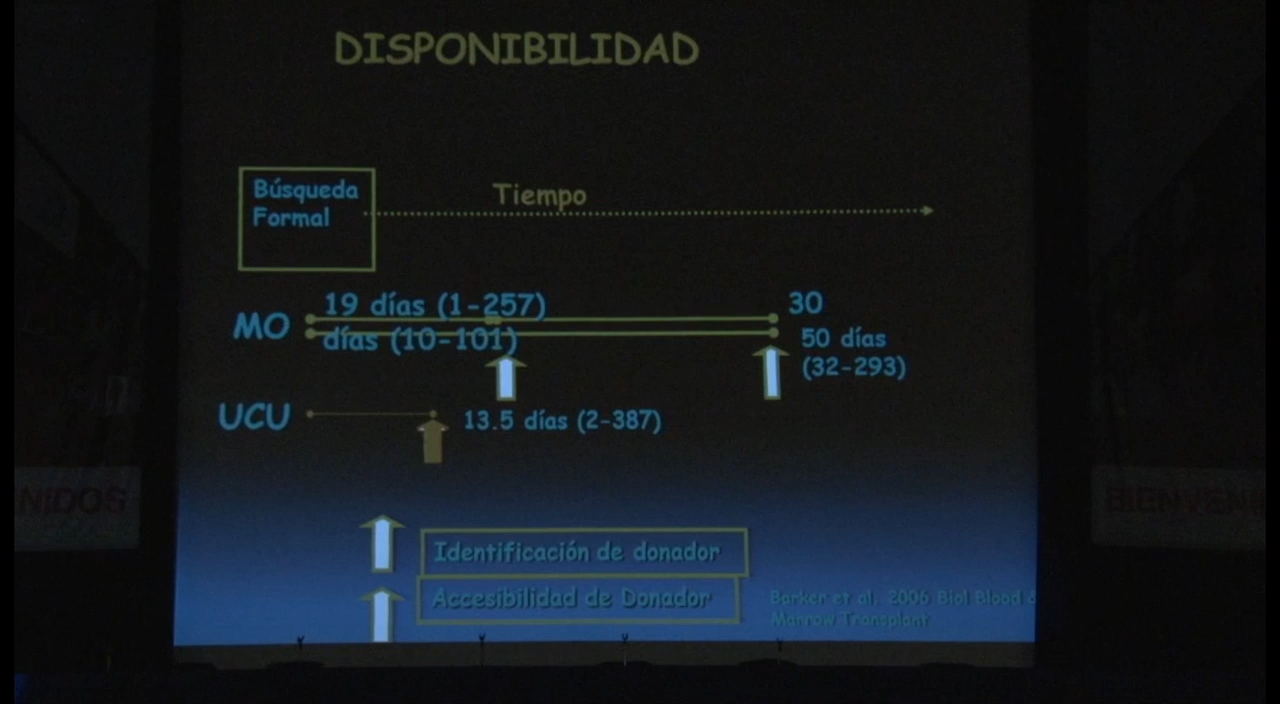 DISPONIBILIDAD
Búsqueda
Formal
Tiempo
MO
19 días (1-257)
30
días (10-101)
50 días
(32-293)
UCU
13.5 días (2-387)
Identificación de donador
Accesibilidad de Donador
Barker et al. 2006 Biol Blood &
Marrow Transplant
NIDOS
BIENVENI